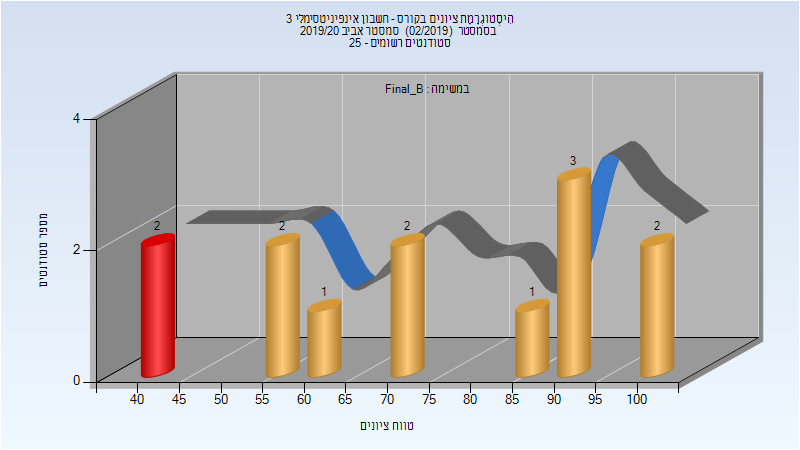 היסטוגרמת ציונים בקורס - חשבון אינפיניטסימלי 3
בסמסטר (02/2019) סמסטר אביב 2019/20
סטודנטים רשומים - 25
במשימה : Final_B
מספר סטודנטים
4
2
0
2
2
1
2
1
3
2
40 45 50 55 60 65 70 75 80 85 90 95 100
טווח ציונים